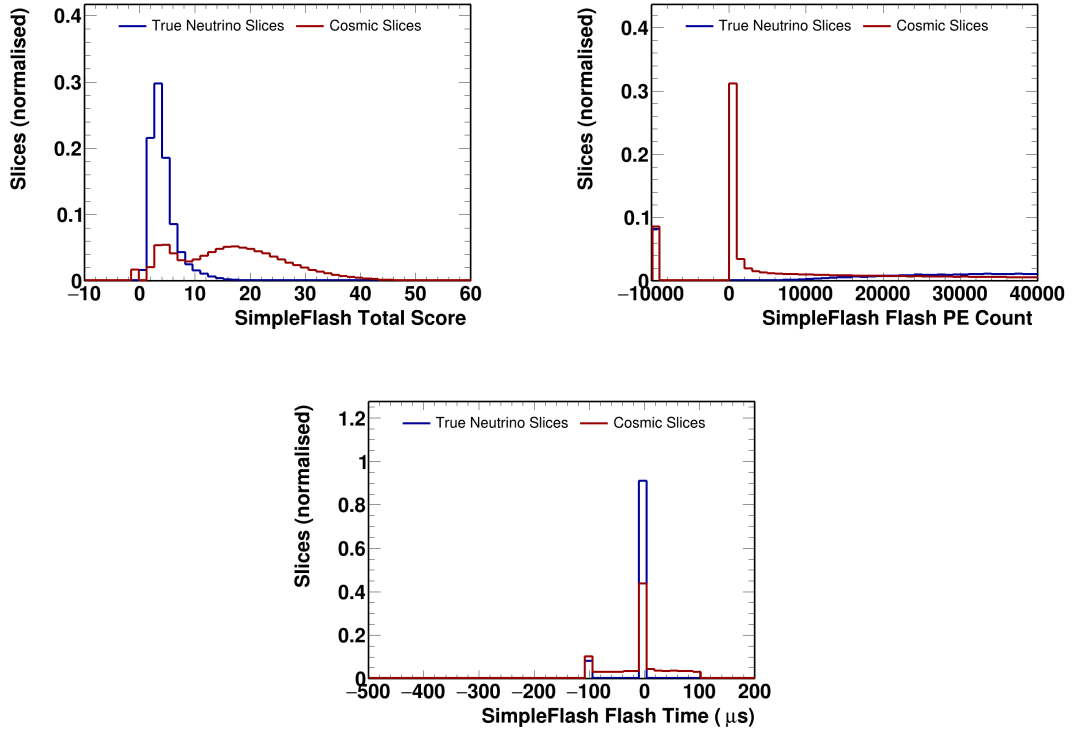 True Neutrino Slices Cosmic Slices
Slices (normalised)
0.4
0.3
0.2
0.1
0
−10 0 10 20 30 40 50 60
SimpleFlash Total Score
True Neutrino Slices Cosmic Slices
Slices (normalised)
0.4
0.3
0.2
0.1
0
−10000 0 10000 20000 30000 40000
SimpleFlash Flash PE Count
True Neutrino Slices Cosmic Slices
Slices (normalised)
1.2
1
0.8
0.6
0.4
0.2
0
−500 −400 −300 −200 −100 0 100 200
SimpleFlash Flash Time ( μs)